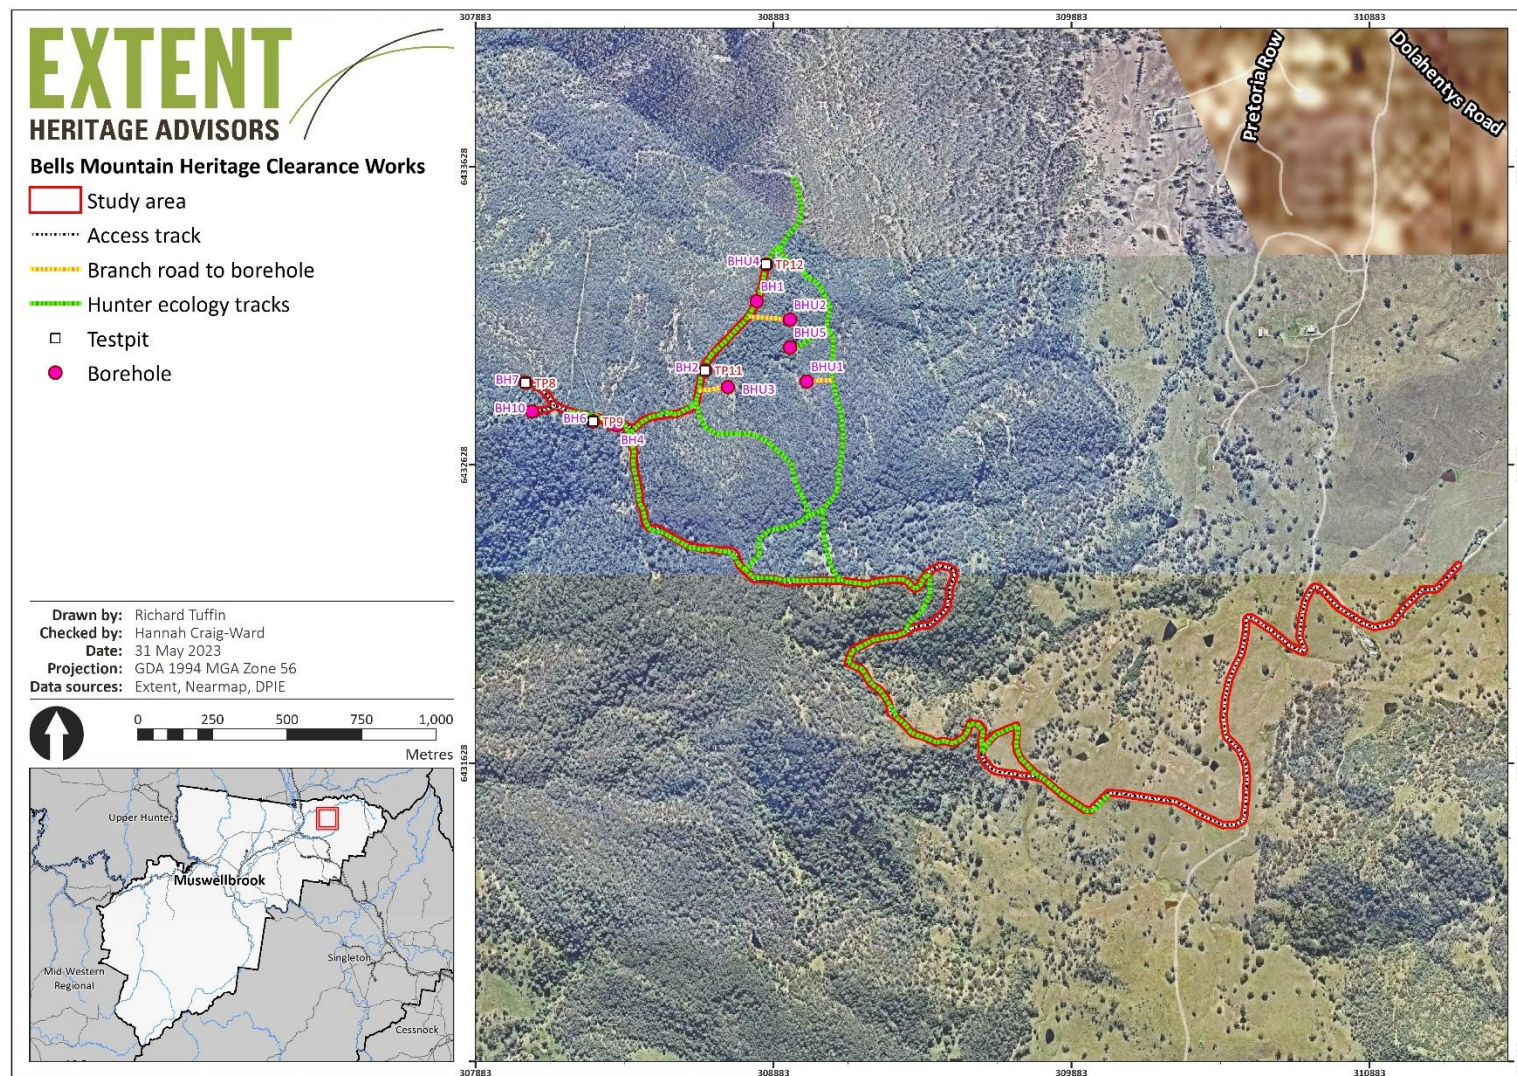 EXTENT
HERITAGE ADVISORS
Bells Mountain Heritage Clearance Works
Study area
Access track
Branch road to borehole
Hunter ecology tracks
Testpit
Borehole
Drawn by: Richard Tuffin
Checked by: Hannah Craig-Ward
Date: 31 May 2023
Projection: GDA 1994 MGA Zone 56
Data sources: Extent, Nearmap, DPIE
0 250 500 750 1,000
Metres
Upper Hunter
Muswellbrook
Singleton
Mid-Western
Regional
Cessnock
307883 308883 309883 310883
6433628
6432628
6431628
Pretoria Row
Dolahentys Road
BHU4 TP12
BH1
BHU2
BHU5
BH2 TP11
BHU1
BHU3
BH7 TP8
BH10
BH6 TP9
BH4